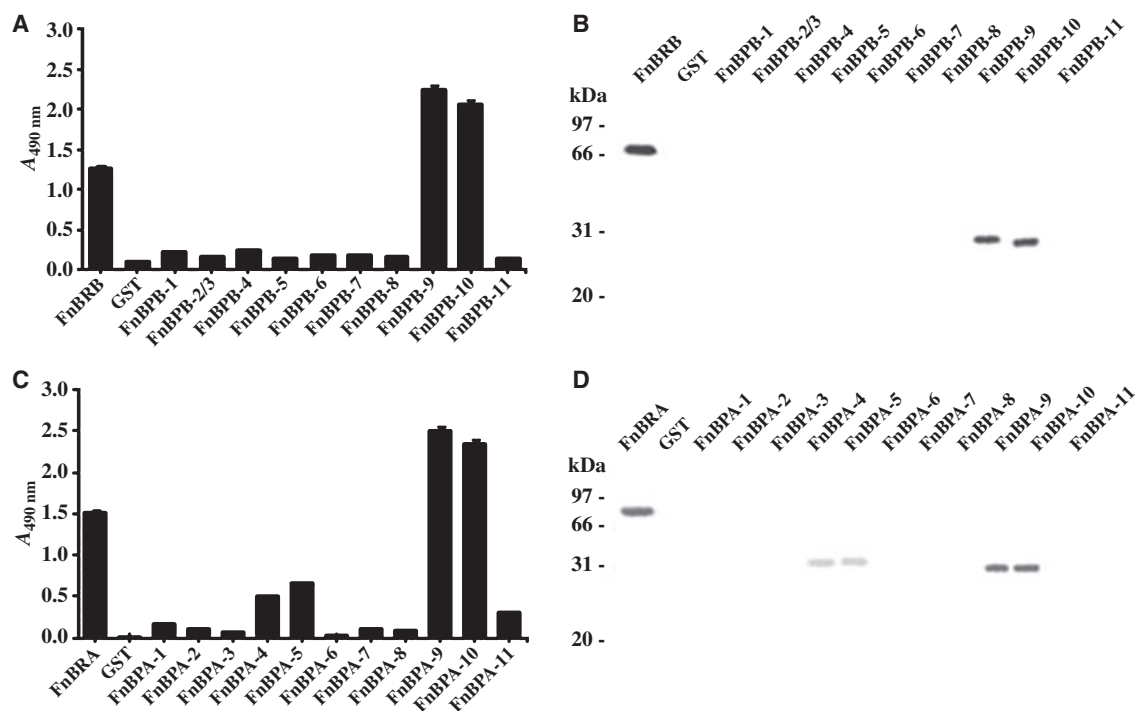 A
3.0
2.5
2.0
1.5
1.0
0.5
0.0
A490 nm
FnBRB
GST
FnBPB-1
FnBPB-2/3
FnBPB-4
FnBPB-5
FnBPB-6
FnBPB-7
FnBPB-8
FnBPB-9
FnBPB-10
FnBPB-11
B
FnBRB
GST
FnBPB-1
FnBPB-2/3
FnBPB-4
FnBPB-5
FnBPB-6
FnBPB-7
FnBPB-8
FnBPB-9
FnBPB-10
FnBPB-11
kDa
97 -
66 -
31 -
20 -
C
3.0
2.5
2.0
1.5
1.0
0.5
0.0
A490 nm
FnBRA
GST
FnBPA-1
FnBPA-2
FnBPA-3
FnBPA-4
FnBPA-5
FnBPA-6
FnBPA-7
FnBPA-8
FnBPA-9
FnBPA-10
FnBPA-11
D
FnBRA
GST
FnBPA-1
FnBPA-2
FnBPA-3
FnBPA-4
FnBPA-5
FnBPA-6
FnBPA-7
FnBPA-8
FnBPA-9
FnBPA-10
FnBPA-11
kDa
97 -
66 -
31 -
20 -